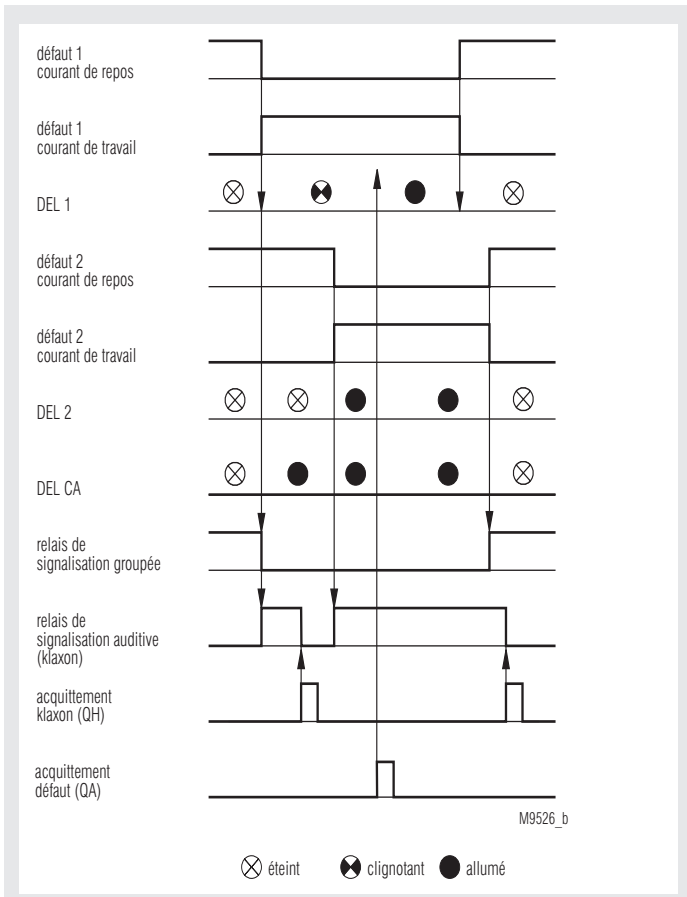 défaut 1
courant de repos
défaut 1
courant de travail
DEL 1
défaut 2
courant de repos
défaut 2
courant de travail
DEL 2
DEL CA
relais de
signalisation groupée
relais de
signalisation auditive
(klaxon)
acquittement
klaxon (QH)
acquittement
défaut (QA)
M9526_b
éteint
clignotant
allumé